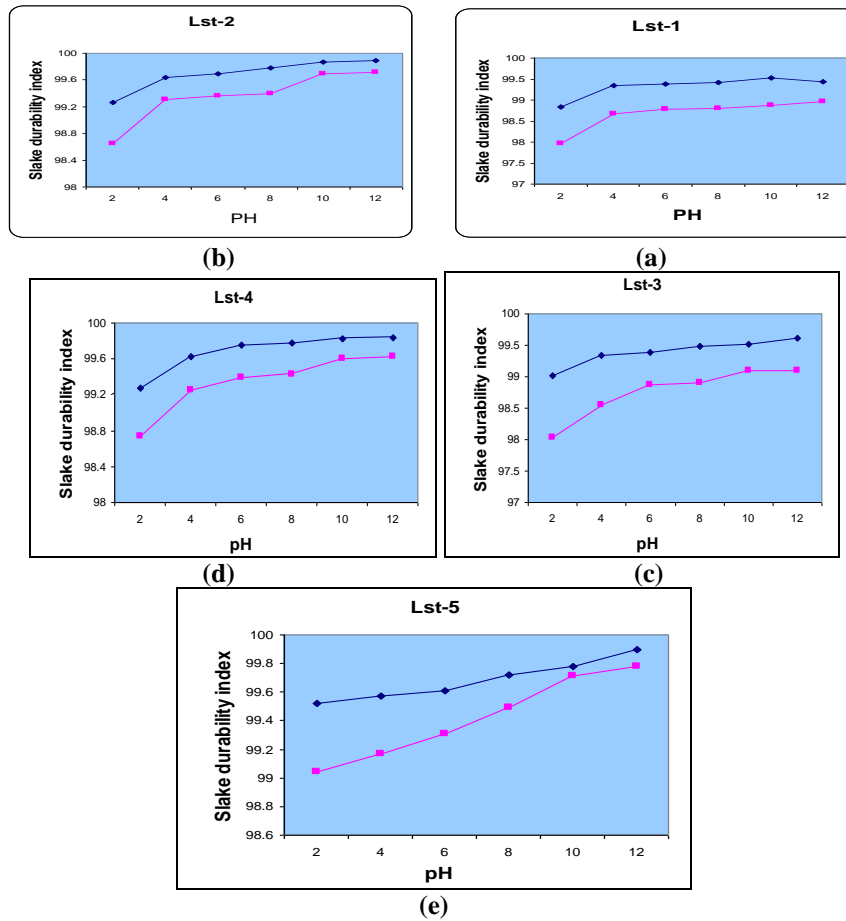 Lst-2
Slake durability index
100
99.6
99.2
98.8
98.4
98
2 4 6 8 10 12
PH
(b)
Lst-1
Slake durability index
100
99.5
99
98.5
98
97.5
97
2 4 6 8 10 12
PH
(a)
Lst-4
Slake durability index
100
99.6
99.2
98.8
98.4
98
2 4 6 8 10 12
pH
(d)
Lst-3
Slake durability index
100
99.5
99
98.5
98
97.5
97
2 4 6 8 10 12
pH
(c)
Lst-5
Slake durability index
100
99.8
99.6
99.4
99.2
99
98.8
98.6
2 4 6 8 10 12
pH
(e)